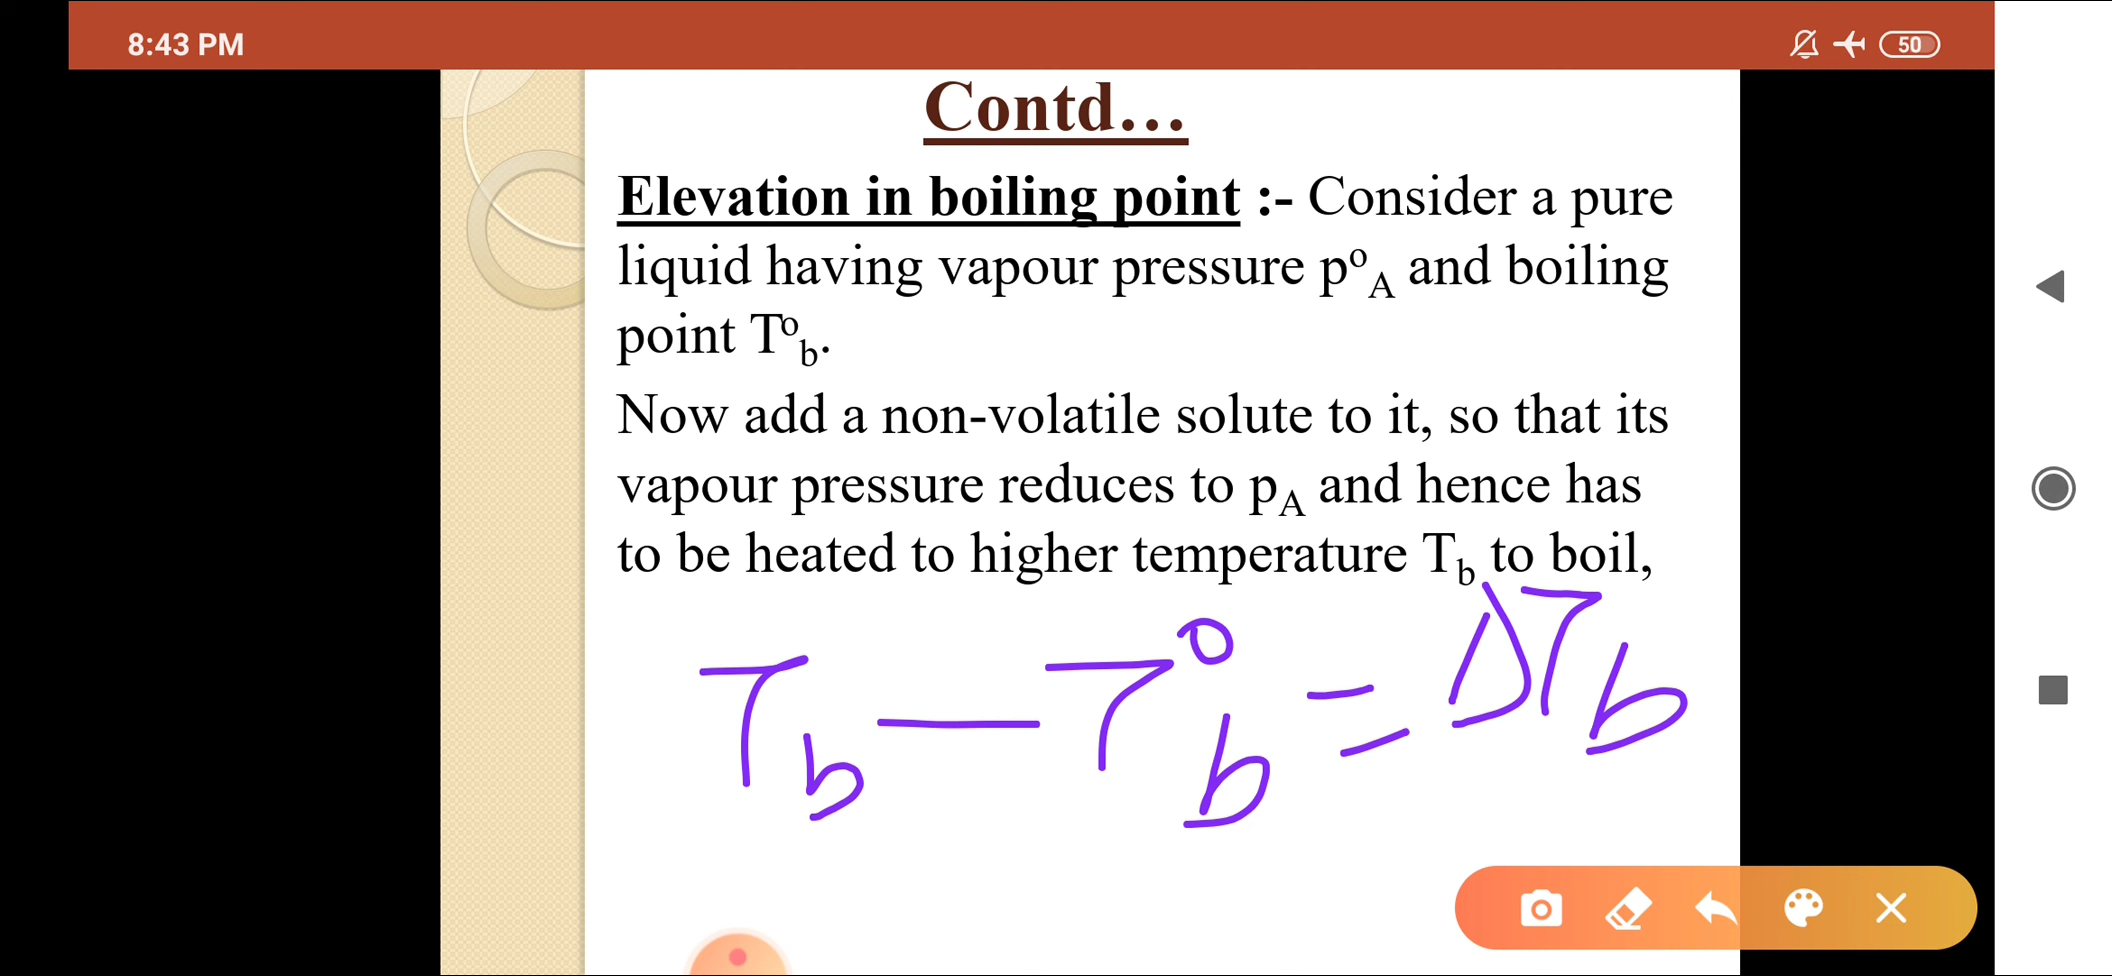 8:43 PM
50
Contd...
Elevation in boiling point :- Consider a pure
liquid having vapour pressure p°A and boiling
point T°b.
Now add a non-volatile solute to it, so that its
vapour pressure reduces to pA and hence has
to be heated to higher temperature Tb to boil,
Tb — T°b = ΔTb